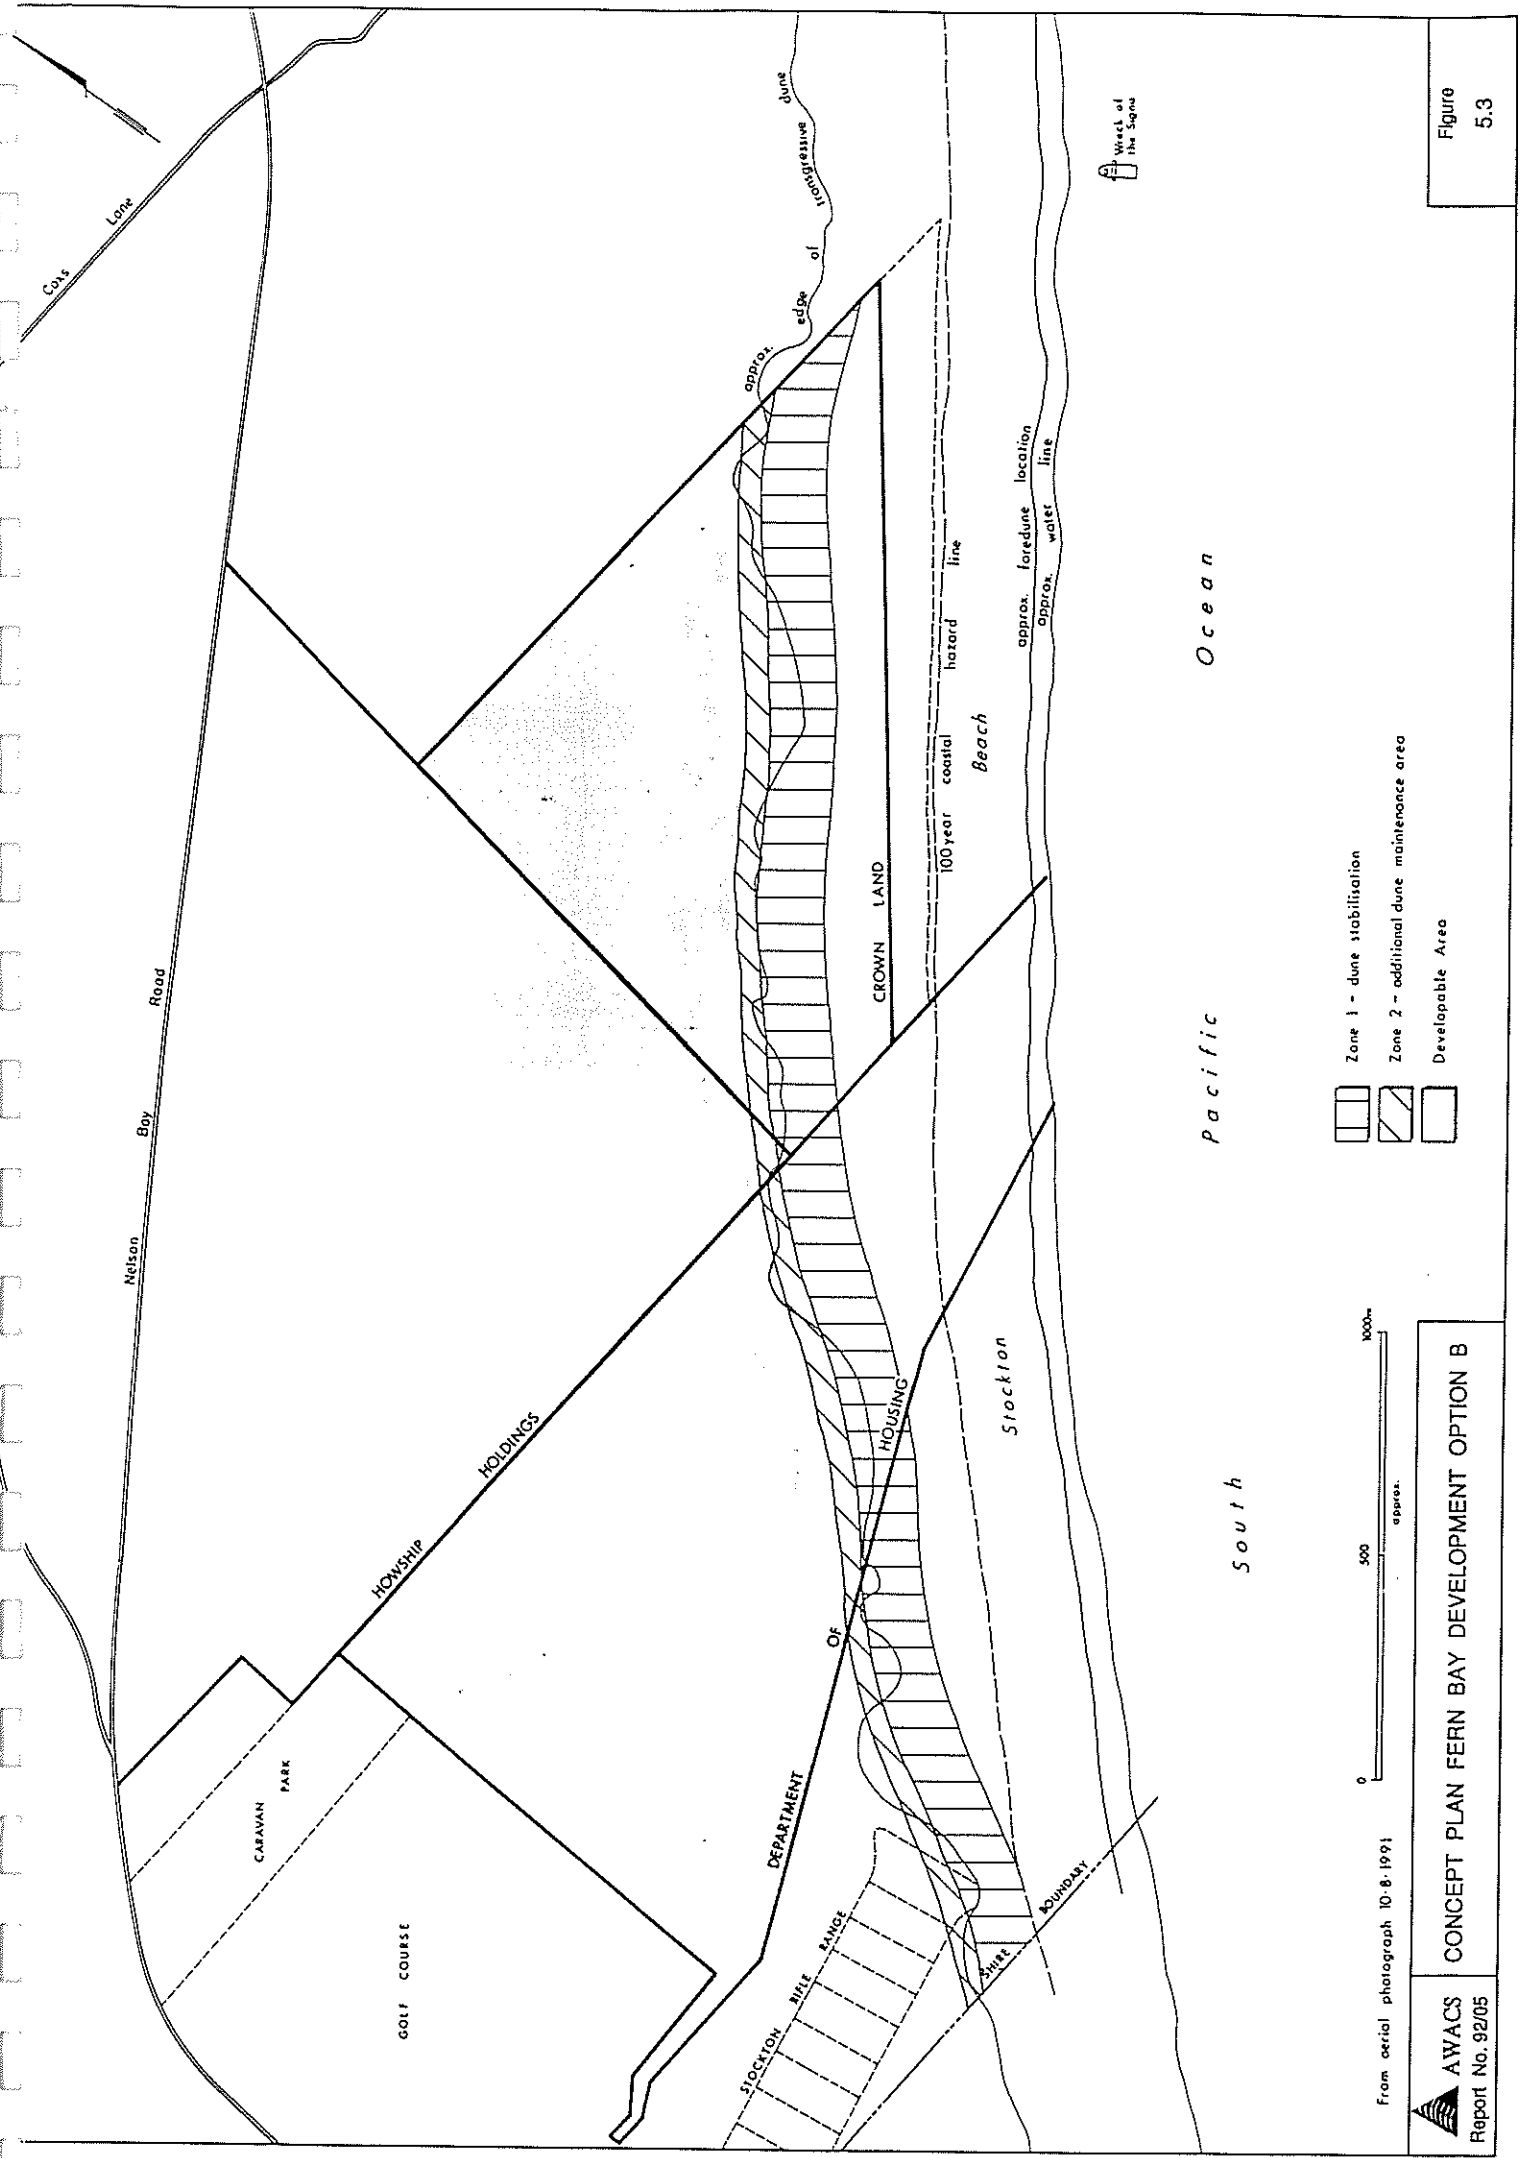 Coxs Lane
Nelson Bay Road
approx. edge of transgressive dune
Wreck of
the Sygna
HOWSHIP HOLDINGS
CARAVAN PARK
GOLF COURSE
CROWN LAND
100 year coastal hazard line
approx. foredune location
approx. water line
DEPARTMENT OF HOUSING
STOCKTON RIFLE RANGE
SHIRE BOUNDARY
Stockton Beach
South Pacific Ocean
Zone 1 - dune stabilisation
Zone 2 - additional dune maintenance area
Developable Area
0 500 1000m
approx.
From aerial photograph 10·8·1991
AWACS
Report No. 92/05
CONCEPT PLAN FERN BAY DEVELOPMENT OPTION B
Figure
5.3